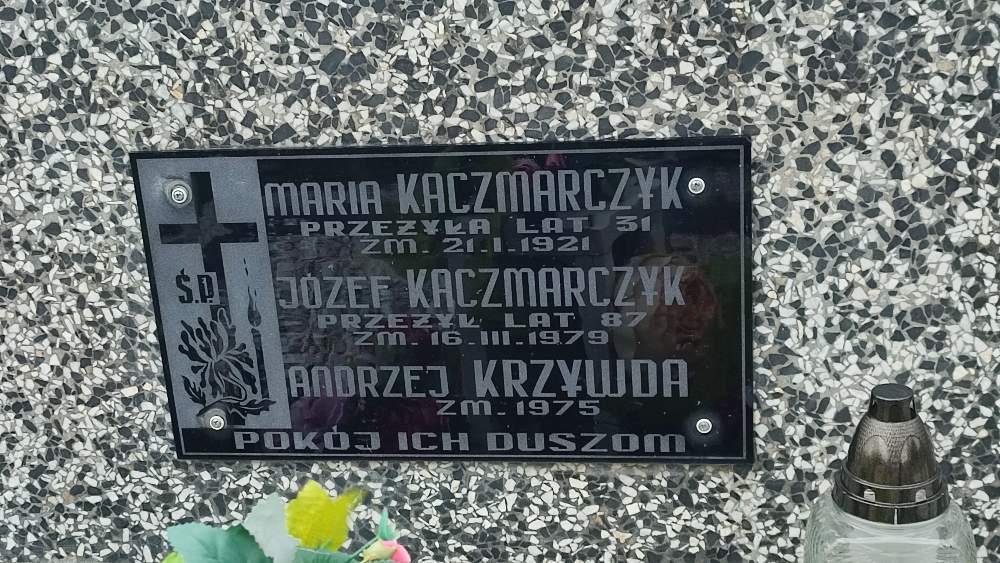 MARIA KACZMARCZYK
PRZEŻYŁA LAT 31
ZM. 21.I.1921
Ś.P
JÓZEF KACZMARCZYK
PRZEŻYŁ LAT 87
ZM. 16.III.1979
ANDRZEJ KRZYWDA
ZM. 1975
POKÓJ ICH DUSZOM